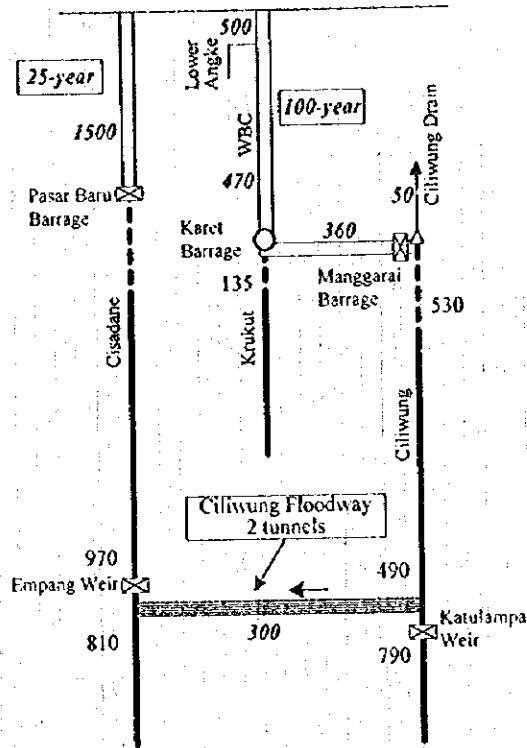 500
Lower
Angke
25-year
100-year
1500
WBC
Ciliwung Drain
470
50
Pasar Baru
Barrage
Karet
Barrage
360
Manggarai
Barrage
135
530
Cisadane
Krukut
Ciliwung
Ciliwung Floodway
2 tunnels
970
490
Empang Weir
300
810
Katulampa
Weir
790